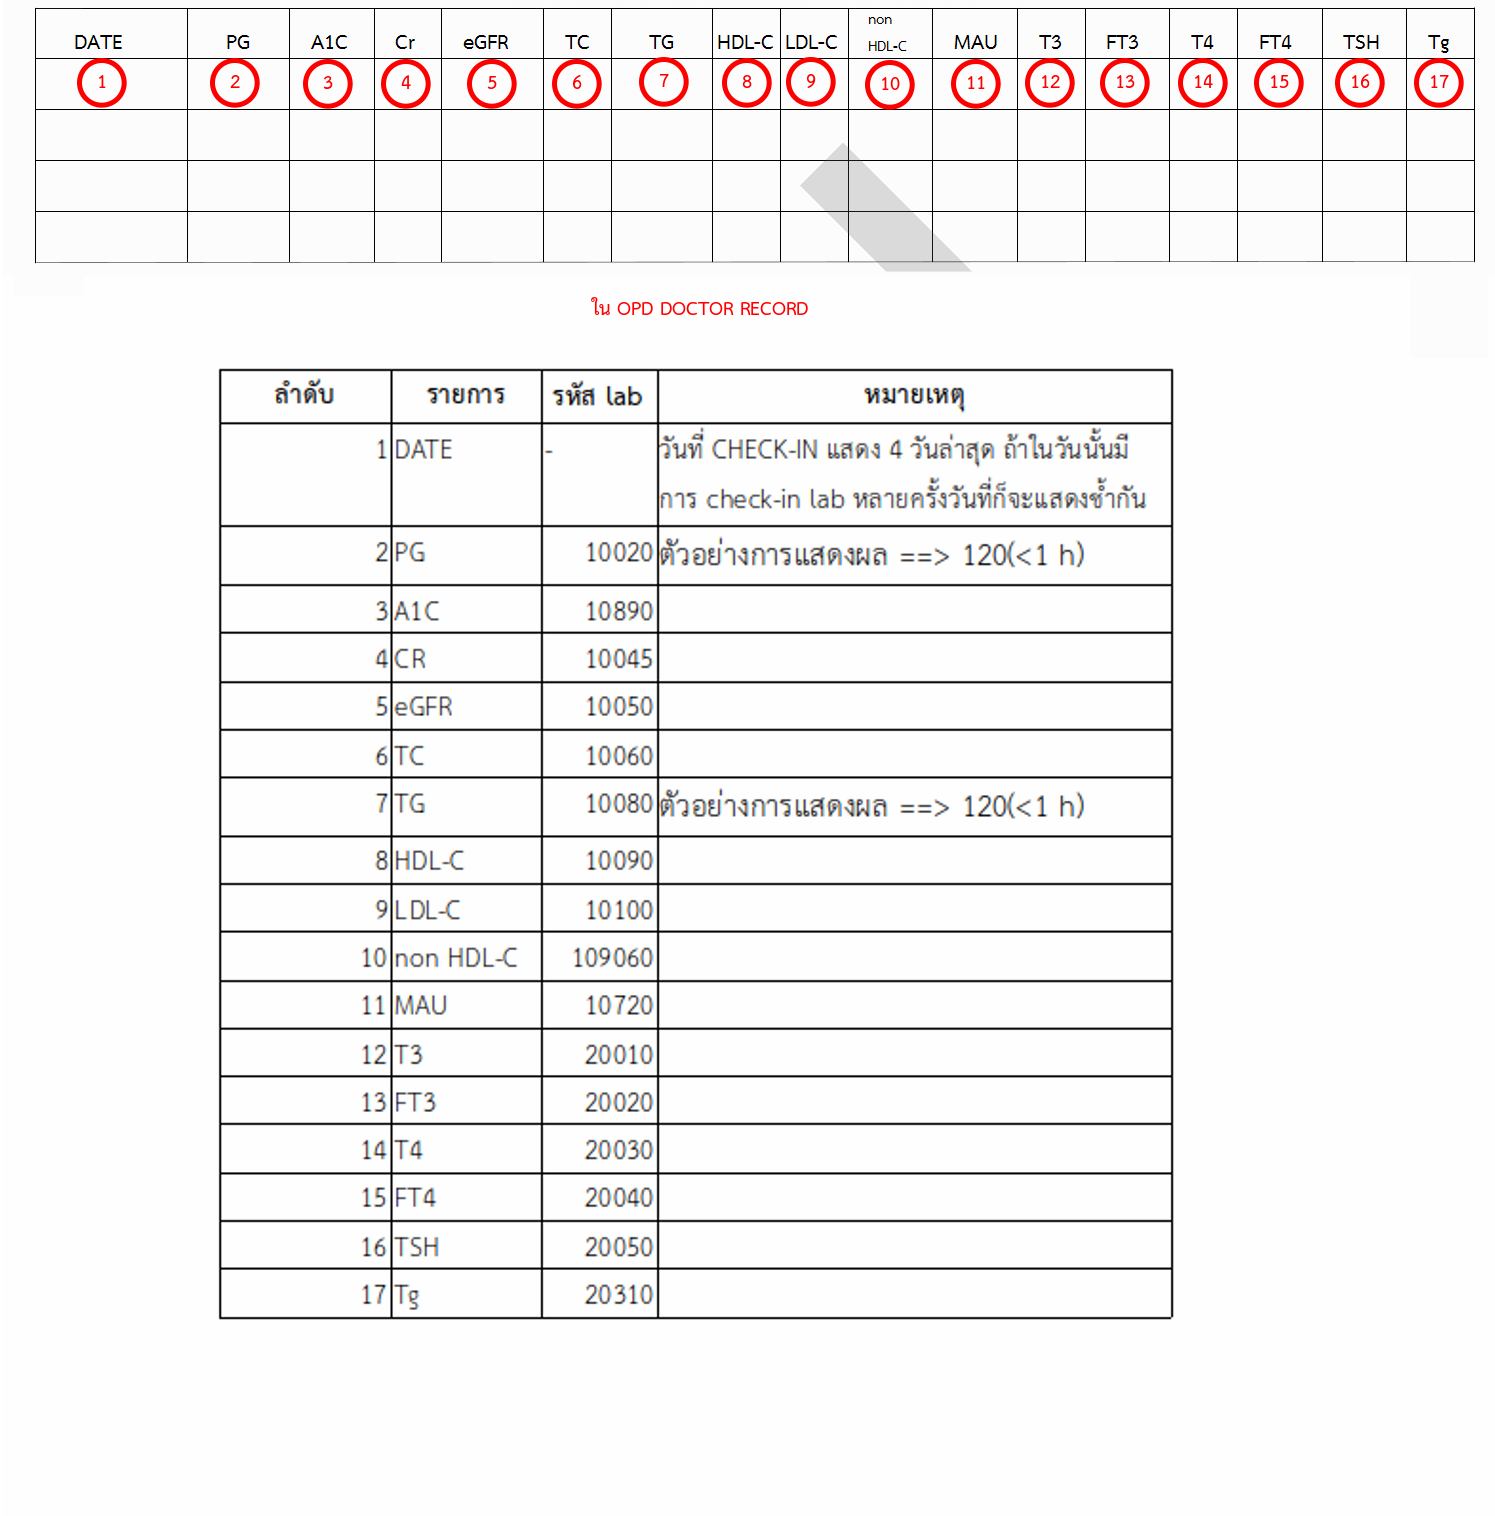 DATE PG A1C Cr eGFR TC TG HDL-C LDL-C non HDL-C MAU T3 FT3 T4 FT4 TSH Tg
1 2 3 4 5 6 7 8 9 10 11 12 13 14 15 16 17
ใน OPD DOCTOR RECORD
ลำดับ รายการ รหัส lab หมายเหตุ
1 DATE - วันที่ CHECK-IN แสดง 4 วันล่าสุด ถ้าในวันนั้นมี
การ check-in lab หลายครั้งวันที่ก็จะแสดงซ้ำกัน
2 PG 10020 ตัวอย่างการแสดงผล ==> 120(<1 h)
3 A1C 10890
4 CR 10045
5 eGFR 10050
6 TC 10060
7 TG 10080 ตัวอย่างการแสดงผล ==> 120(<1 h)
8 HDL-C 10090
9 LDL-C 10100
10 non HDL-C 109060
11 MAU 10720
12 T3 20010
13 FT3 20020
14 T4 20030
15 FT4 20040
16 TSH 20050
17 Tg 20310